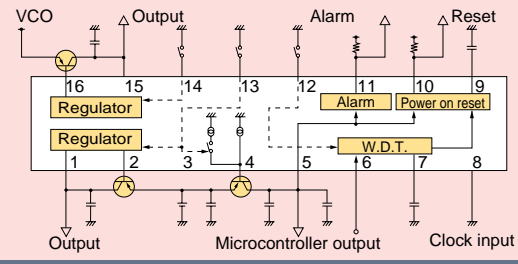 VCO Output Alarm Reset
16 15 14 13 12 11 10 9
Regulator Alarm Power on reset
Regulator W.D.T.
1 2 3 4 5 6 7 8
Output Microcontroller output Clock input